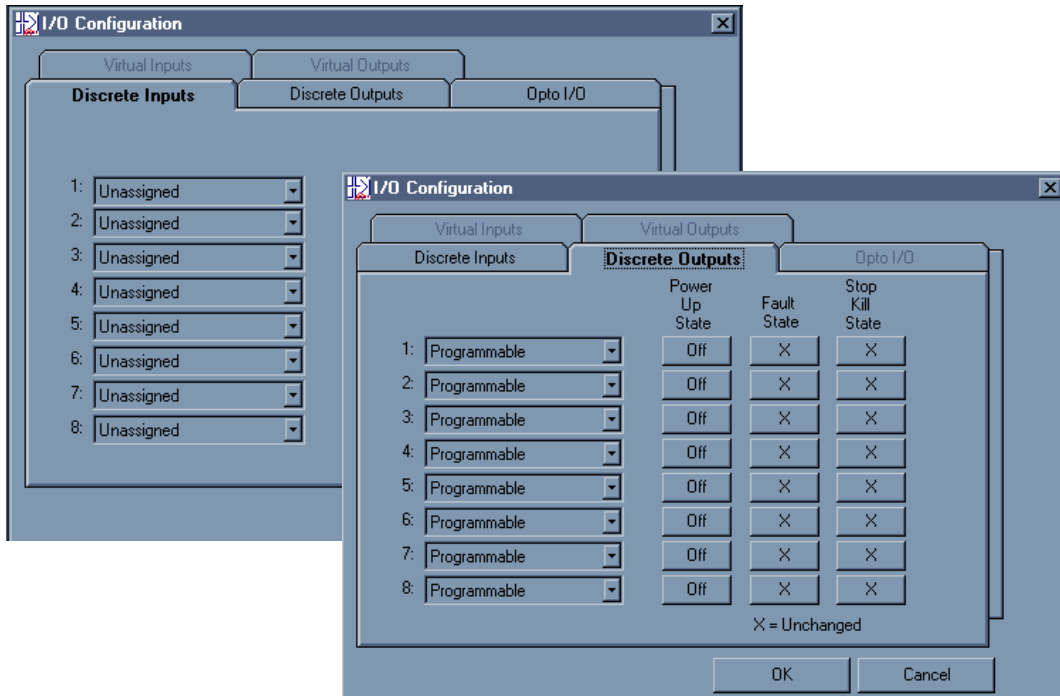 I/O Configuration
Virtual Inputs Virtual Outputs
Discrete Inputs Discrete Outputs Opto I/O
1: Unassigned
2: Unassigned
3: Unassigned
4: Unassigned
5: Unassigned
6: Unassigned
7: Unassigned
8: Unassigned
I/O Configuration
Virtual Inputs Virtual Outputs
Discrete Inputs Discrete Outputs Opto I/O
Power Up State Fault State Stop Kill State
1: Programmable Off X X
2: Programmable Off X X
3: Programmable Off X X
4: Programmable Off X X
5: Programmable Off X X
6: Programmable Off X X
7: Programmable Off X X
8: Programmable Off X X
X = Unchanged
OK Cancel